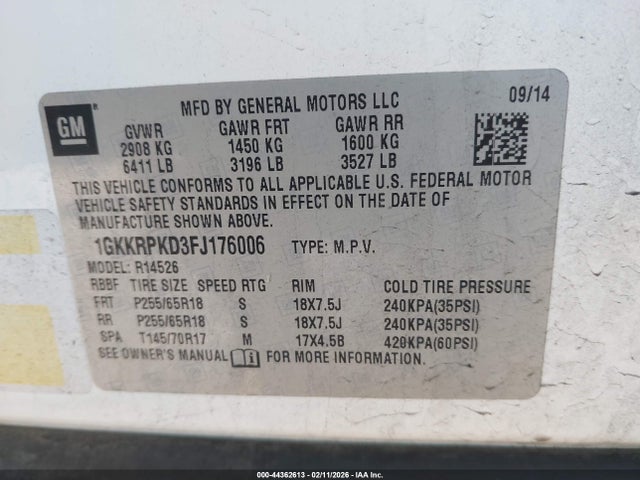 MFD BY GENERAL MOTORS LLC 09/14
GM
GVWR GAWR FRT GAWR RR
2908 KG 1450 KG 1600 KG
6411 LB 3196 LB 3527 LB
THIS VEHICLE CONFORMS TO ALL APPLICABLE U.S. FEDERAL MOTOR
VEHICLE SAFETY STANDARDS IN EFFECT ON THE DATE OF
MANUFACTURE SHOWN ABOVE.
1GKKRPKD3FJ176006 TYPE: M.P.V.
MODEL: R14526
RBBF TIRE SIZE SPEED RTG RIM COLD TIRE PRESSURE
FRT P255/65R18 S 18X7.5J 240KPA(35PSI)
RR P255/65R18 S 18X7.5J 240KPA(35PSI)
SPA T145/70R17 M 17X4.5B 420KPA(60PSI)
SEE OWNER'S MANUAL FOR MORE INFORMATION.
000-44362613 - 02/11/2026 - IAA Inc.